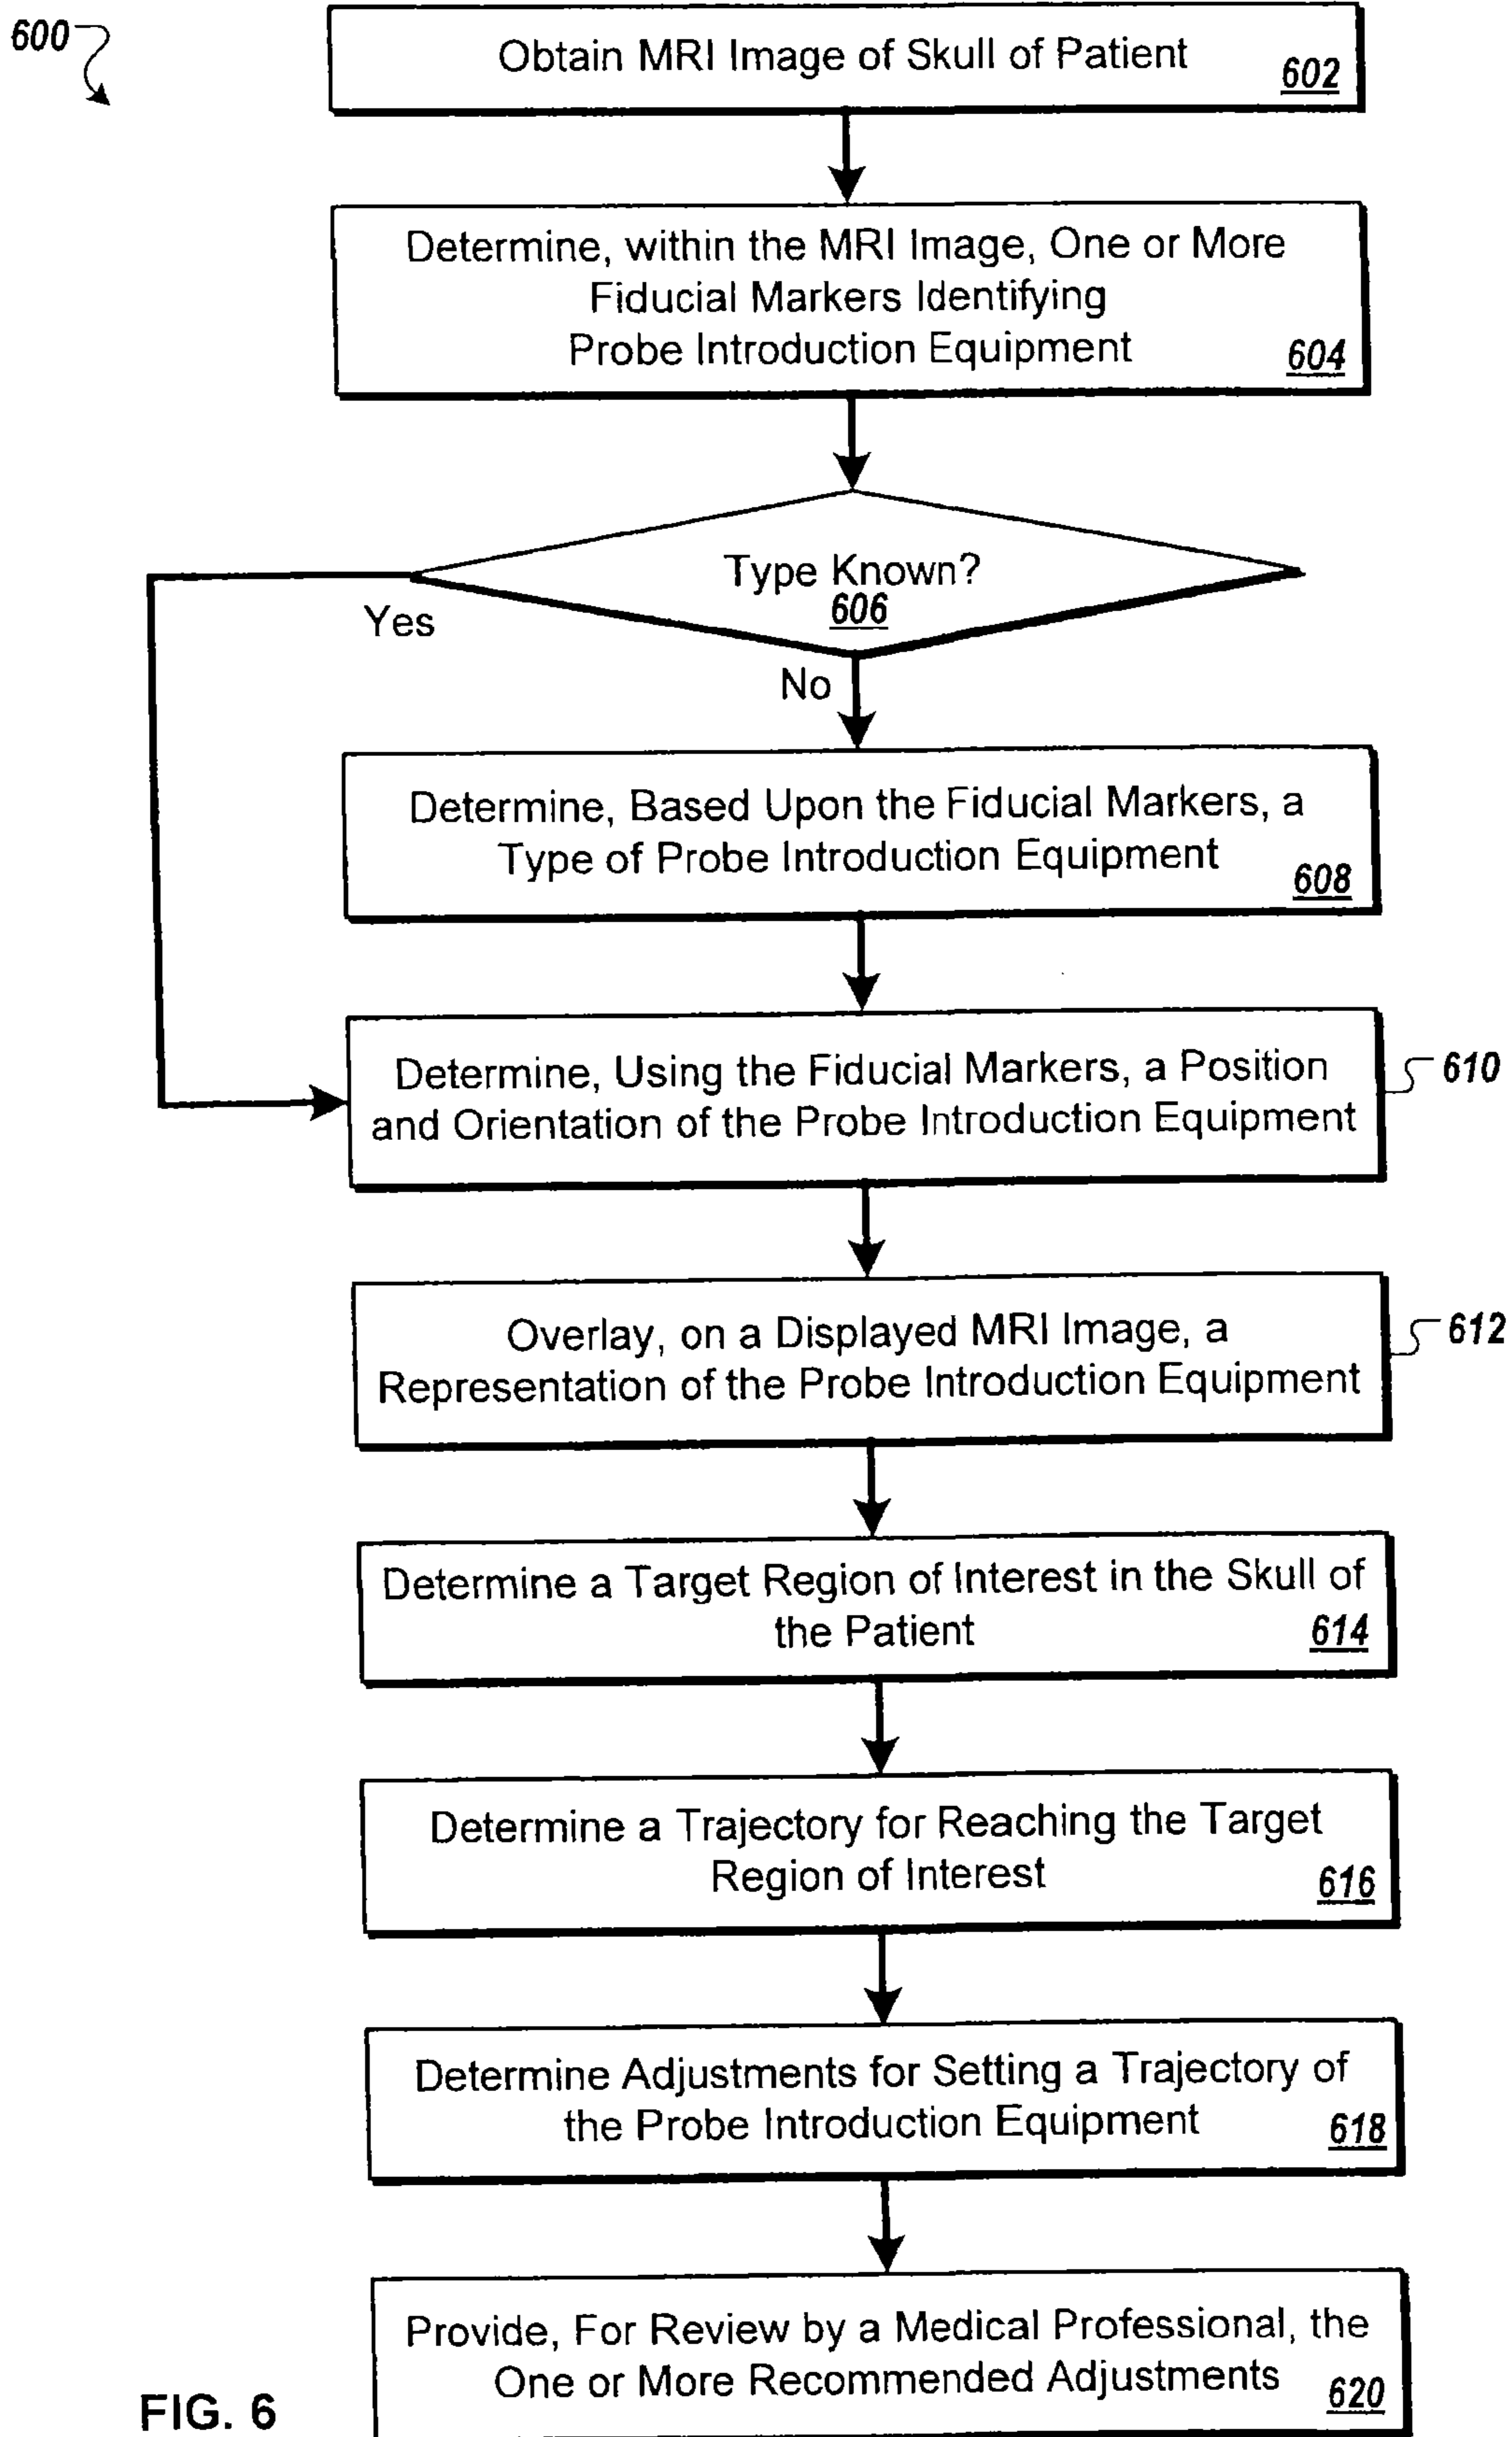 600
Obtain MRI Image of Skull of Patient
602
Determine, within the MRI Image, One or More
Fiducial Markers Identifying
Probe Introduction Equipment
604
Type Known?
606
Yes
No
Determine, Based Upon the Fiducial Markers, a
Type of Probe Introduction Equipment
608
Determine, Using the Fiducial Markers, a Position
and Orientation of the Probe Introduction Equipment
610
Overlay, on a Displayed MRI Image, a
Representation of the Probe Introduction Equipment
612
Determine a Target Region of Interest in the Skull of
the Patient
614
Determine a Trajectory for Reaching the Target
Region of Interest
616
Determine Adjustments for Setting a Trajectory of
the Probe Introduction Equipment
618
Provide, For Review by a Medical Professional, the
One or More Recommended Adjustments
620
FIG. 6